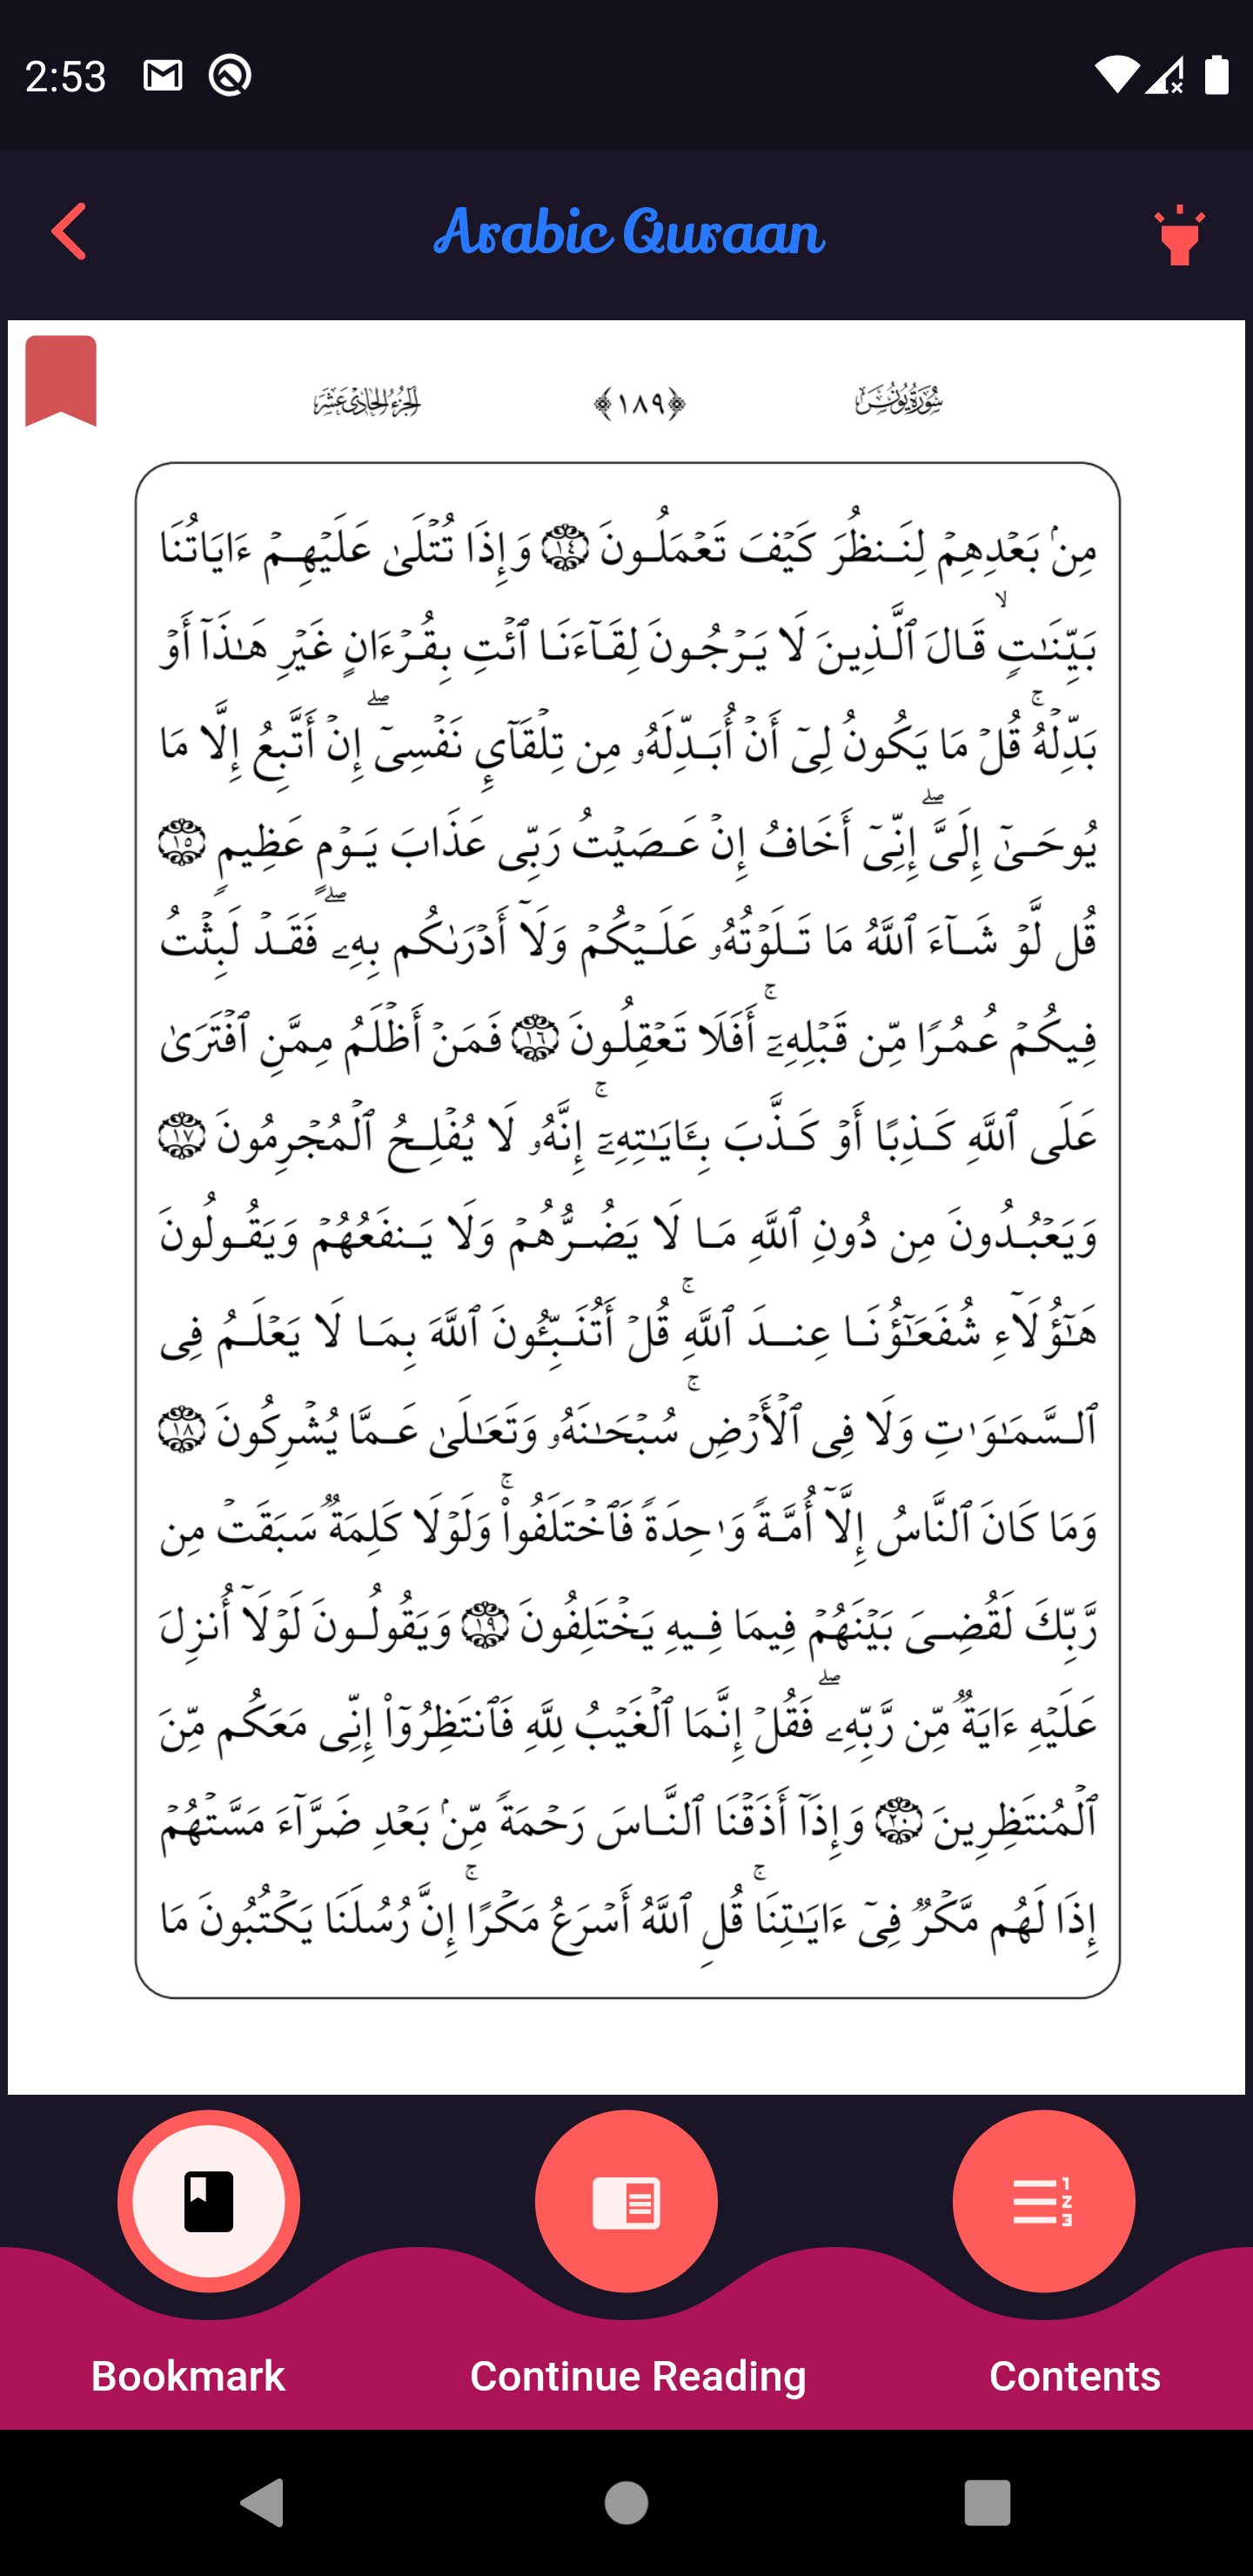 2:53
Arabic Quraan
سُورَةُ يُونُسَ
﴿١٨٩﴾
الجُزْءُ الحَادِي عَشَرَ
مِنۢ بَعۡدِهِمۡ لِنَنظُرَ كَيۡفَ تَعۡمَلُونَ ١٤ وَإِذَا تُتۡلَىٰ عَلَيۡهِمۡ ءَايَاتُنَا
بَيِّنَٰتٖ ۙ قَالَ ٱلَّذِينَ لَا يَرۡجُونَ لِقَآءَنَا ٱئۡتِ بِقُرۡءَانٍ غَيۡرِ هَٰذَآ أَوۡ
بَدِّلۡهُۚ قُلۡ مَا يَكُونُ لِيٓ أَنۡ أُبَدِّلَهُۥ مِن تِلۡقَآيِٕ نَفۡسِيٓۖ إِنۡ أَتَّبِعُ إِلَّا مَا
يُوحَىٰٓ إِلَيَّۖ إِنِّيٓ أَخَافُ إِنۡ عَصَيۡتُ رَبِّي عَذَابَ يَوۡمٍ عَظِيمٖ ١٥
قُل لَّوۡ شَآءَ ٱللَّهُ مَا تَلَوۡتُهُۥ عَلَيۡكُمۡ وَلَآ أَدۡرَىٰكُم بِهِۦۖ فَقَدۡ لَبِثۡتُ
فِيكُمۡ عُمُرٗا مِّن قَبۡلِهِۦٓۚ أَفَلَا تَعۡقِلُونَ ١٦ فَمَنۡ أَظۡلَمُ مِمَّنِ ٱفۡتَرَىٰ
عَلَى ٱللَّهِ كَذِبًا أَوۡ كَذَّبَ بِـَٔايَٰتِهِۦٓۚ إِنَّهُۥ لَا يُفۡلِحُ ٱلۡمُجۡرِمُونَ ١٧
وَيَعۡبُدُونَ مِن دُونِ ٱللَّهِ مَا لَا يَضُرُّهُمۡ وَلَا يَنفَعُهُمۡ وَيَقُولُونَ
هَٰٓؤُلَآءِ شُفَعَٰٓؤُنَا عِندَ ٱللَّهِۚ قُلۡ أَتُنَبِّـُٔونَ ٱللَّهَ بِمَا لَا يَعۡلَمُ فِي
ٱلسَّمَٰوَٰتِ وَلَا فِي ٱلۡأَرۡضِۚ سُبۡحَٰنَهُۥ وَتَعَٰلَىٰ عَمَّا يُشۡرِكُونَ ١٨
وَمَا كَانَ ٱلنَّاسُ إِلَّآ أُمَّةٗ وَٰحِدَةٗ فَٱخۡتَلَفُواْۚ وَلَوۡلَا كَلِمَةٞ سَبَقَتۡ مِن
رَّبِّكَ لَقُضِيَ بَيۡنَهُمۡ فِيمَا فِيهِ يَخۡتَلِفُونَ ١٩ وَيَقُولُونَ لَوۡلَآ أُنزِلَ
عَلَيۡهِ ءَايَةٞ مِّن رَّبِّهِۦۖ فَقُلۡ إِنَّمَا ٱلۡغَيۡبُ لِلَّهِ فَٱنتَظِرُوٓاْ إِنِّي مَعَكُم مِّنَ
ٱلۡمُنتَظِرِينَ ٢٠ وَإِذَآ أَذَقۡنَا ٱلنَّاسَ رَحۡمَةٗ مِّنۢ بَعۡدِ ضَرَّآءَ مَسَّتۡهُمۡ
إِذَا لَهُم مَّكۡرٞ فِيٓ ءَايَاتِنَاۚ قُلِ ٱللَّهُ أَسۡرَعُ مَكۡرًاۚ إِنَّ رُسُلَنَا يَكۡتُبُونَ مَا
Bookmark
Continue Reading
Contents